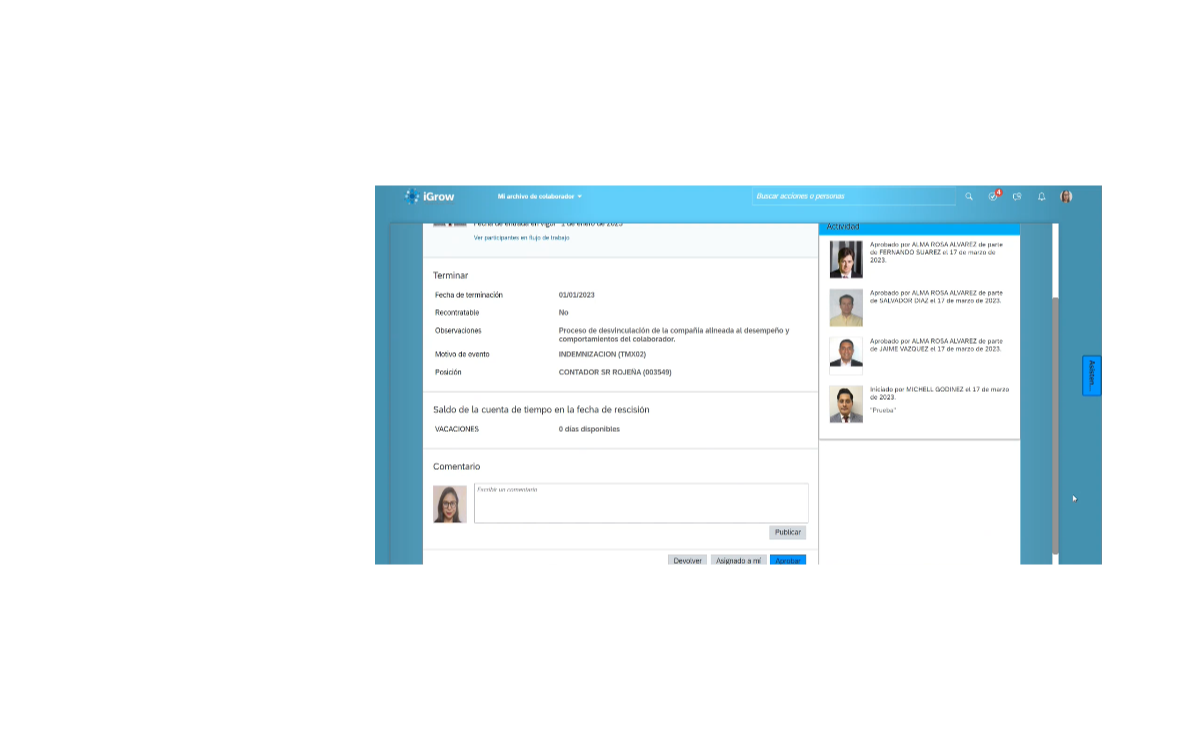 iGrow
Mi archivo de colaborador
Buscar acciones o personas
4
Fecha de entrada en vigor 1 de enero de 2023
Ver participantes en flujo de trabajo
Terminar
Fecha de terminación 01/01/2023
Recontratable No
Observaciones Proceso de desvinculación de la compañía alineada al desempeño y
comportamientos del colaborador.
Motivo de evento INDEMNIZACION (TMX02)
Posición CONTADOR SR ROJEÑA (003549)
Saldo de la cuenta de tiempo en la fecha de rescisión
VACACIONES 0 días disponibles
Comentario
Escribir un comentario
Publicar
Devolver Asignado a mí Aprobar
Actividad
Aprobado por ALMA ROSA ALVAREZ de parte
de FERNANDO SUAREZ el 17 de marzo de
2023.
Aprobado por ALMA ROSA ALVAREZ de parte
de SALVADOR DIAZ el 17 de marzo de 2023.
Aprobado por ALMA ROSA ALVAREZ de parte
de JAIME VAZQUEZ el 17 de marzo de 2023.
Iniciado por MICHELL GODINEZ el 17 de marzo
de 2023.
"Prueba"